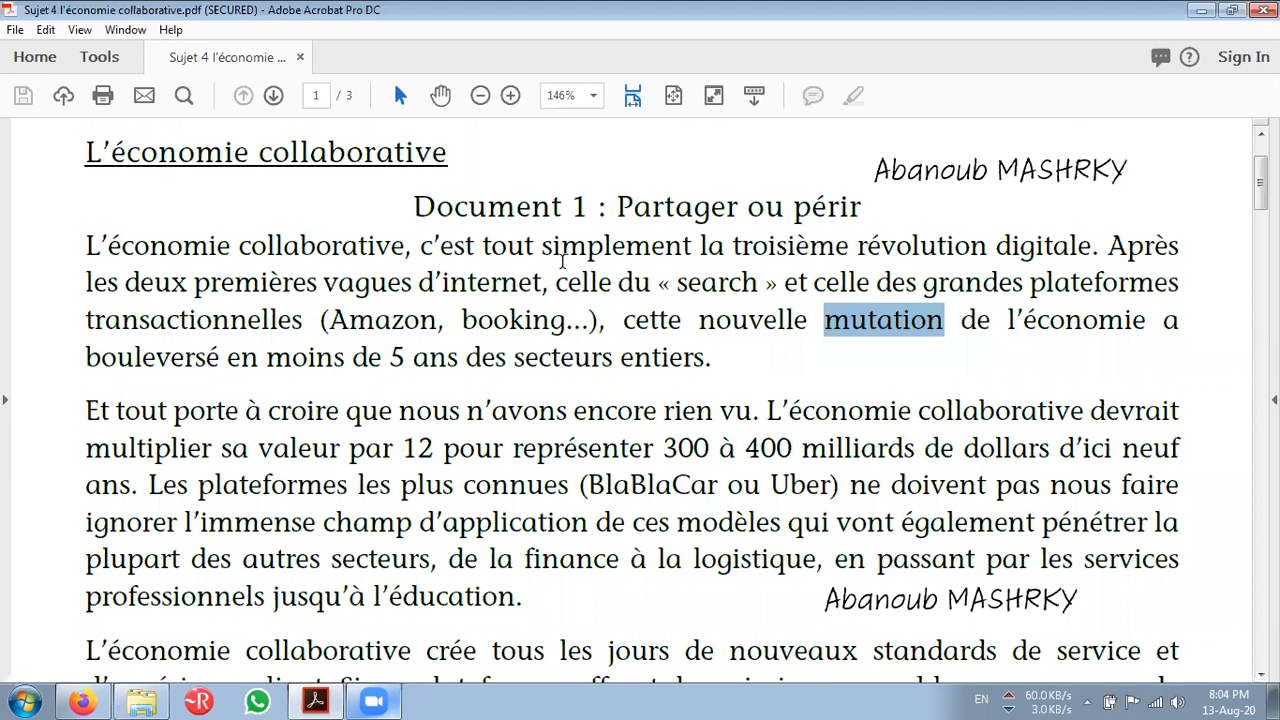 Sujet 4 l'économie collaborative.pdf (SECURED) - Adobe Acrobat Pro DC
File Edit View Window Help
Home Tools Sujet 4 l'économie ... × Sign In
1 / 3 146%
L’économie collaborative
Abanoub MASHRKY
Document 1 : Partager ou périr
L’économie collaborative, c’est tout simplement la troisième révolution digitale. Après
les deux premières vagues d’internet, celle du « search » et celle des grandes plateformes
transactionnelles (Amazon, booking…), cette nouvelle mutation de l’économie a
bouleversé en moins de 5 ans des secteurs entiers.
Et tout porte à croire que nous n’avons encore rien vu. L’économie collaborative devrait
multiplier sa valeur par 12 pour représenter 300 à 400 milliards de dollars d’ici neuf
ans. Les plateformes les plus connues (BlaBlaCar ou Uber) ne doivent pas nous faire
ignorer l’immense champ d’application de ces modèles qui vont également pénétrer la
plupart des autres secteurs, de la finance à la logistique, en passant par les services
professionnels jusqu’à l’éducation.
Abanoub MASHRKY
L’économie collaborative crée tous les jours de nouveaux standards de service et
EN 60.0KB/s 8:04 PM
3.0KB/s 13-Aug-20